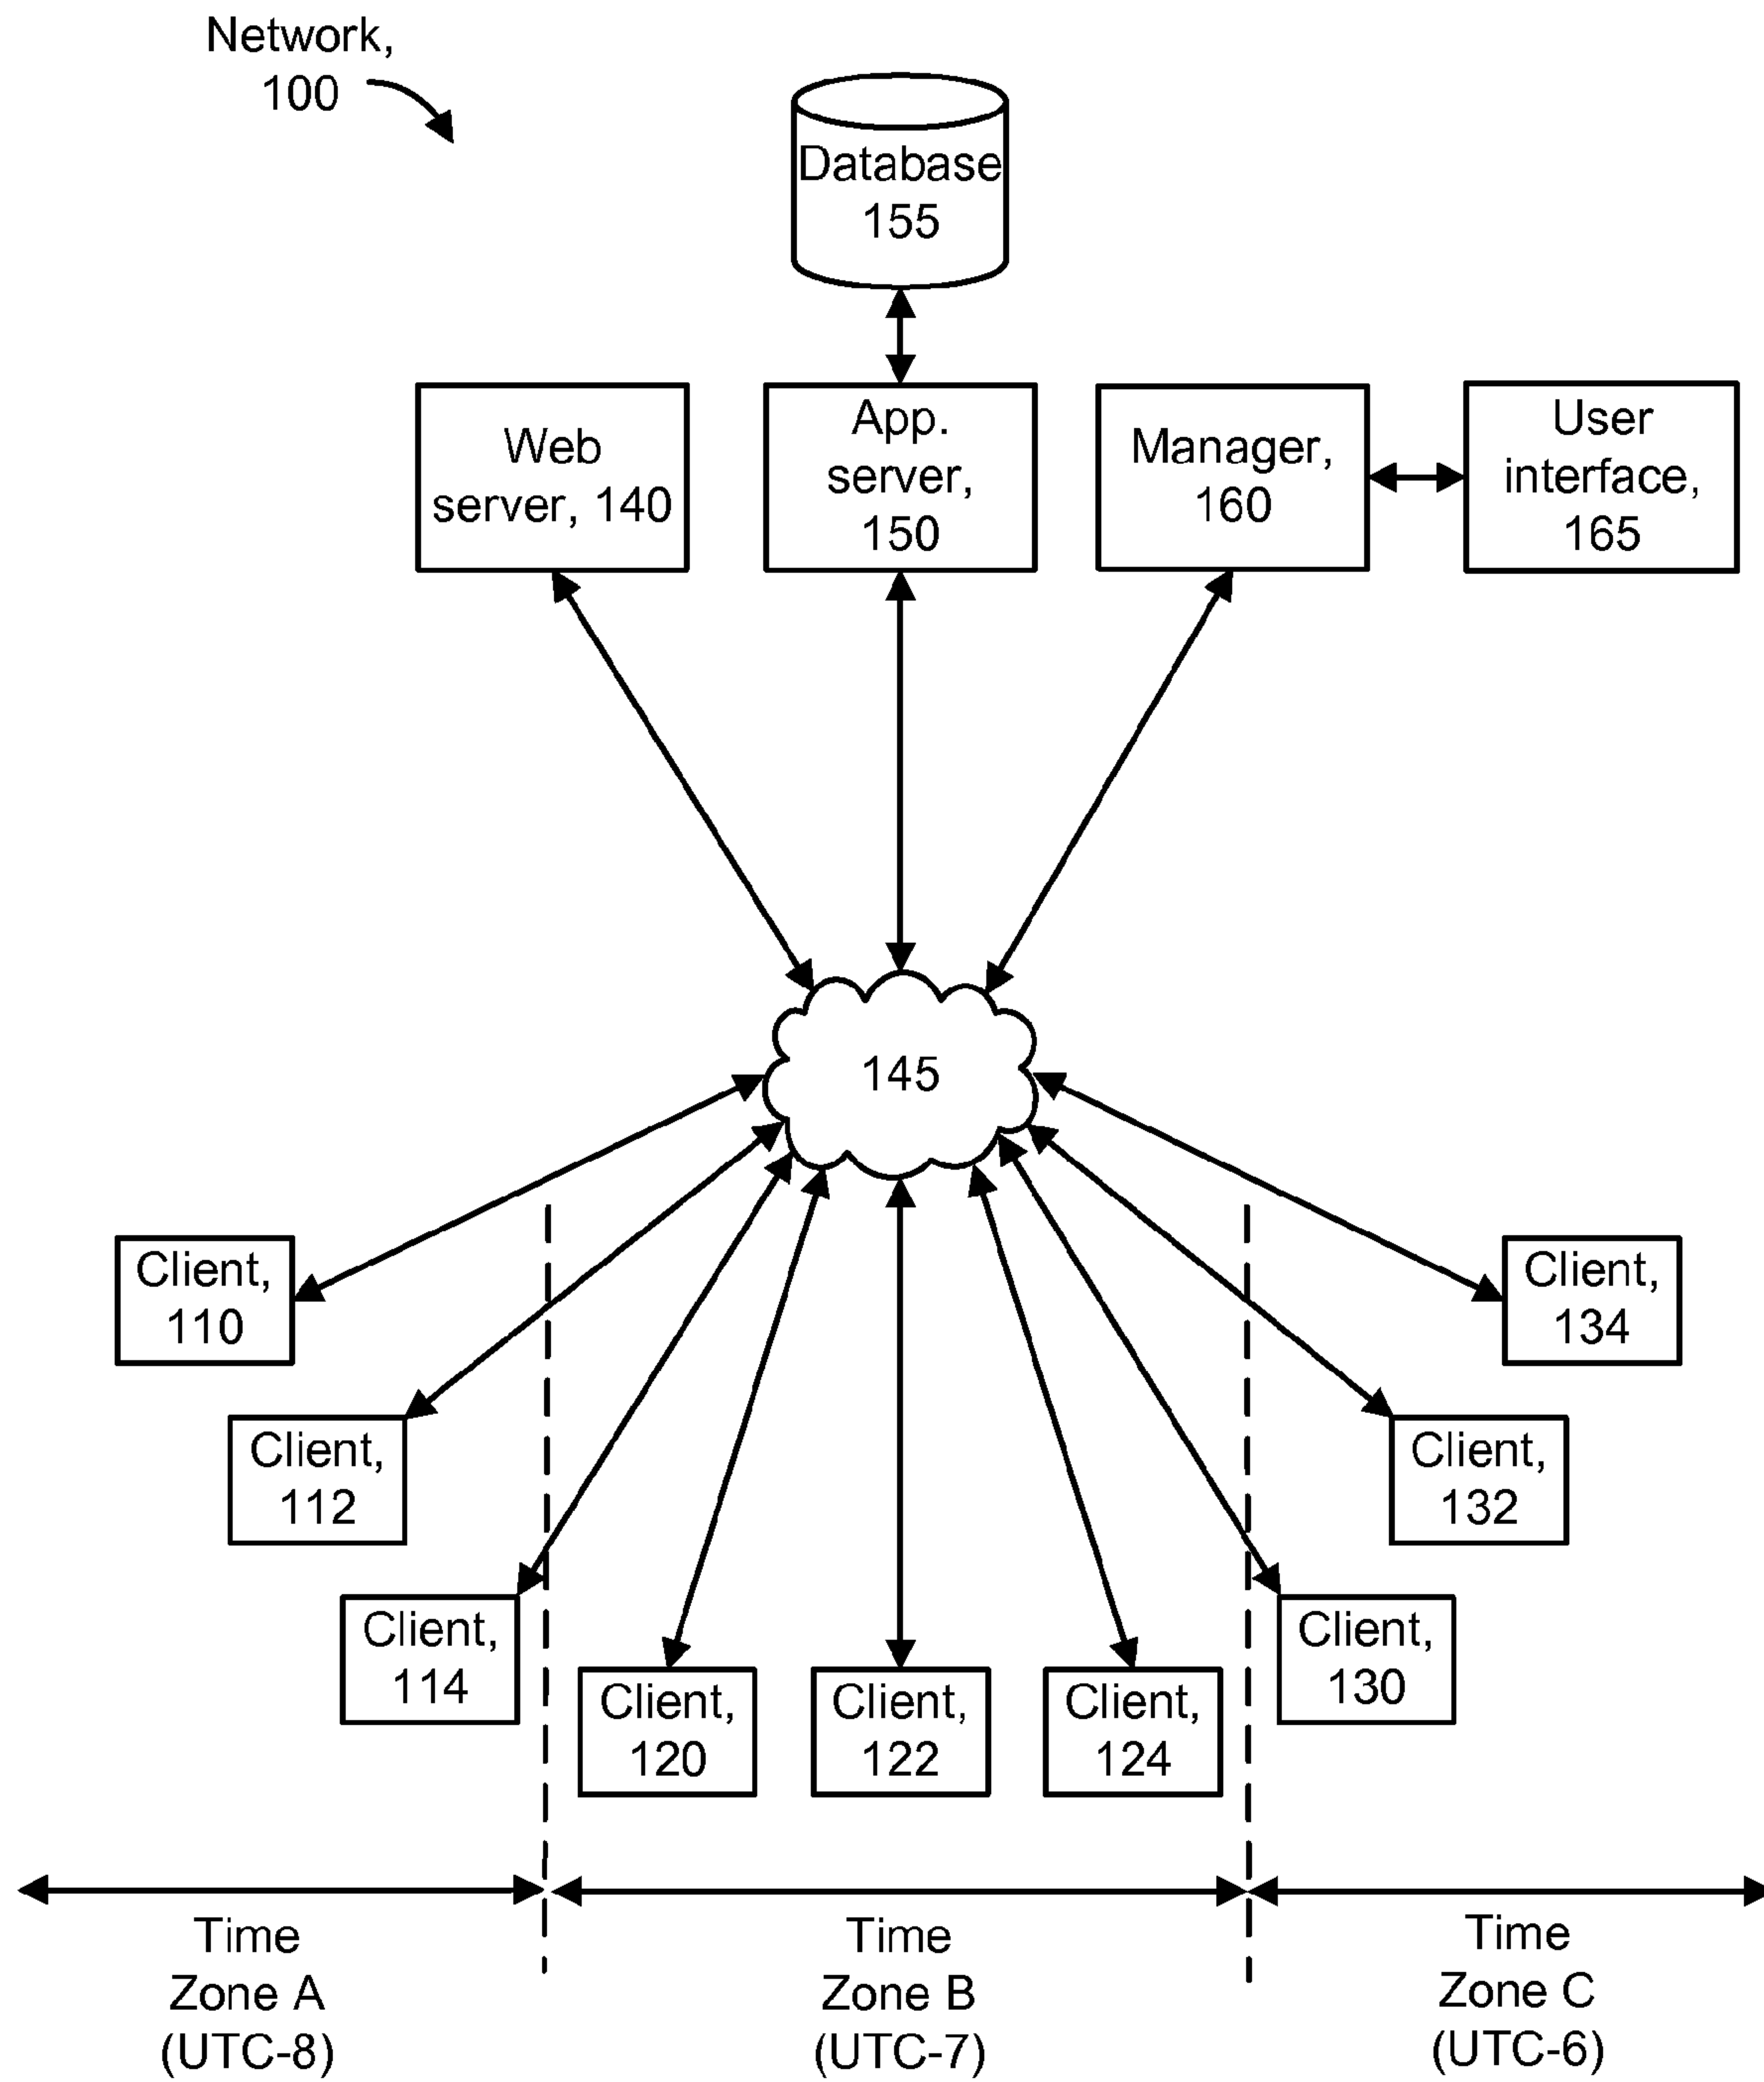 Network,
100
Database
155
Web
server, 140
App.
server,
150
Manager,
160
User
interface,
165
145
Client,
110
Client,
134
Client,
112
Client,
132
Client,
114
Client,
130
Client,
120
Client,
122
Client,
124
Time
Zone A
(UTC-8)
Time
Zone B
(UTC-7)
Time
Zone C
(UTC-6)